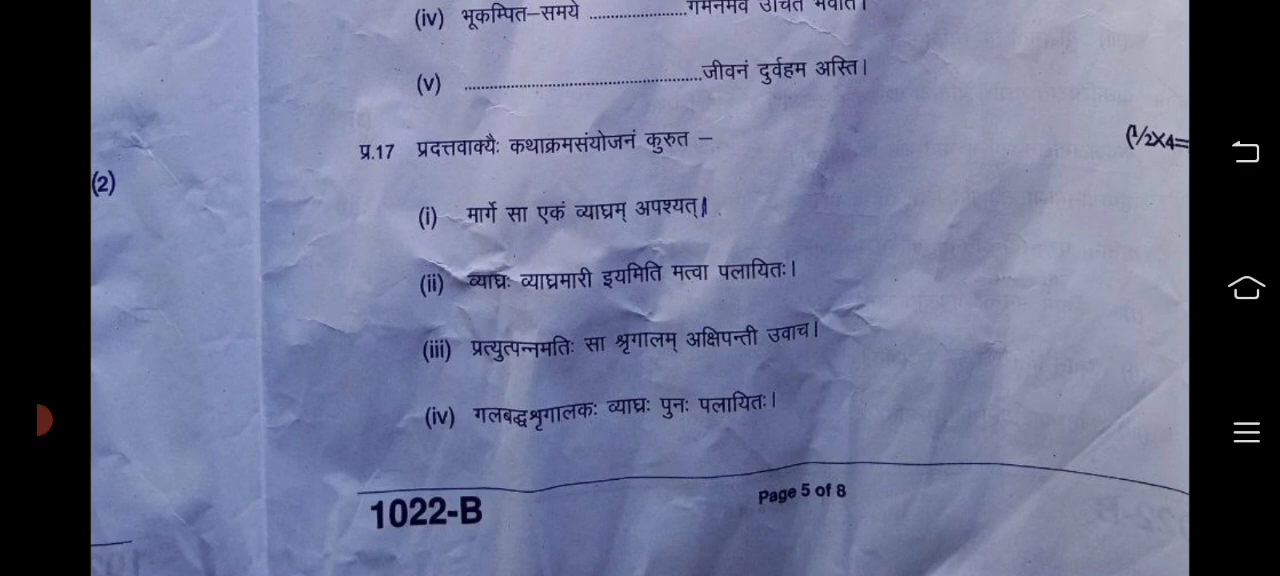 (iv) भूकम्पित-समये ......................गमनमेव उचितं भवति।
(v) ......................................................जीवनं दुर्वहम अस्ति।
प्र.17 प्रदत्तवाक्यैः कथाक्रमसंयोजनं कुरुत – (½X4=
(2)
(i) मार्गे सा एकं व्याघ्रम् अपश्यत्।
(ii) व्याघ्रः व्याघ्रमारी इयमिति मत्वा पलायितः।
(iii) प्रत्युत्पन्नमतिः सा श्रृगालम् अक्षिपन्ती उवाच।
(iv) गलबद्धश्रृगालकः व्याघ्रः पुनः पलायितः।
1022-B
Page 5 of 8